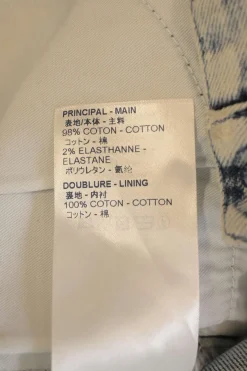 PRINCIPAL - MAIN
表地/本体 - 主料
98% COTON - COTTON
コットン - 棉
2% ELASTHANNE -
ELASTANE
ポリウレタン - 氨纶
DOUBLURE - LINING
裏地 - 内衬
100% COTON - COTTON
コットン - 棉